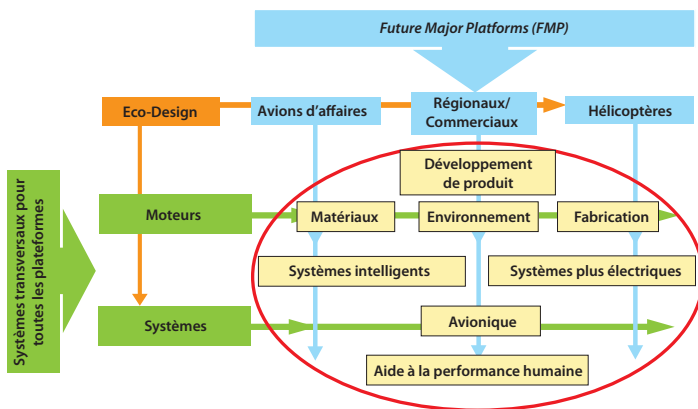 Future Major Platforms (FMP)
Eco-Design
Avions d'affaires
Régionaux/
Commerciaux
Hélicoptères
Développement
de produit
Systèmes transversaux pour
toutes les plateformes
Moteurs
Matériaux
Environnement
Fabrication
Systèmes intelligents
Systèmes plus électriques
Systèmes
Avionique
Aide à la performance humaine